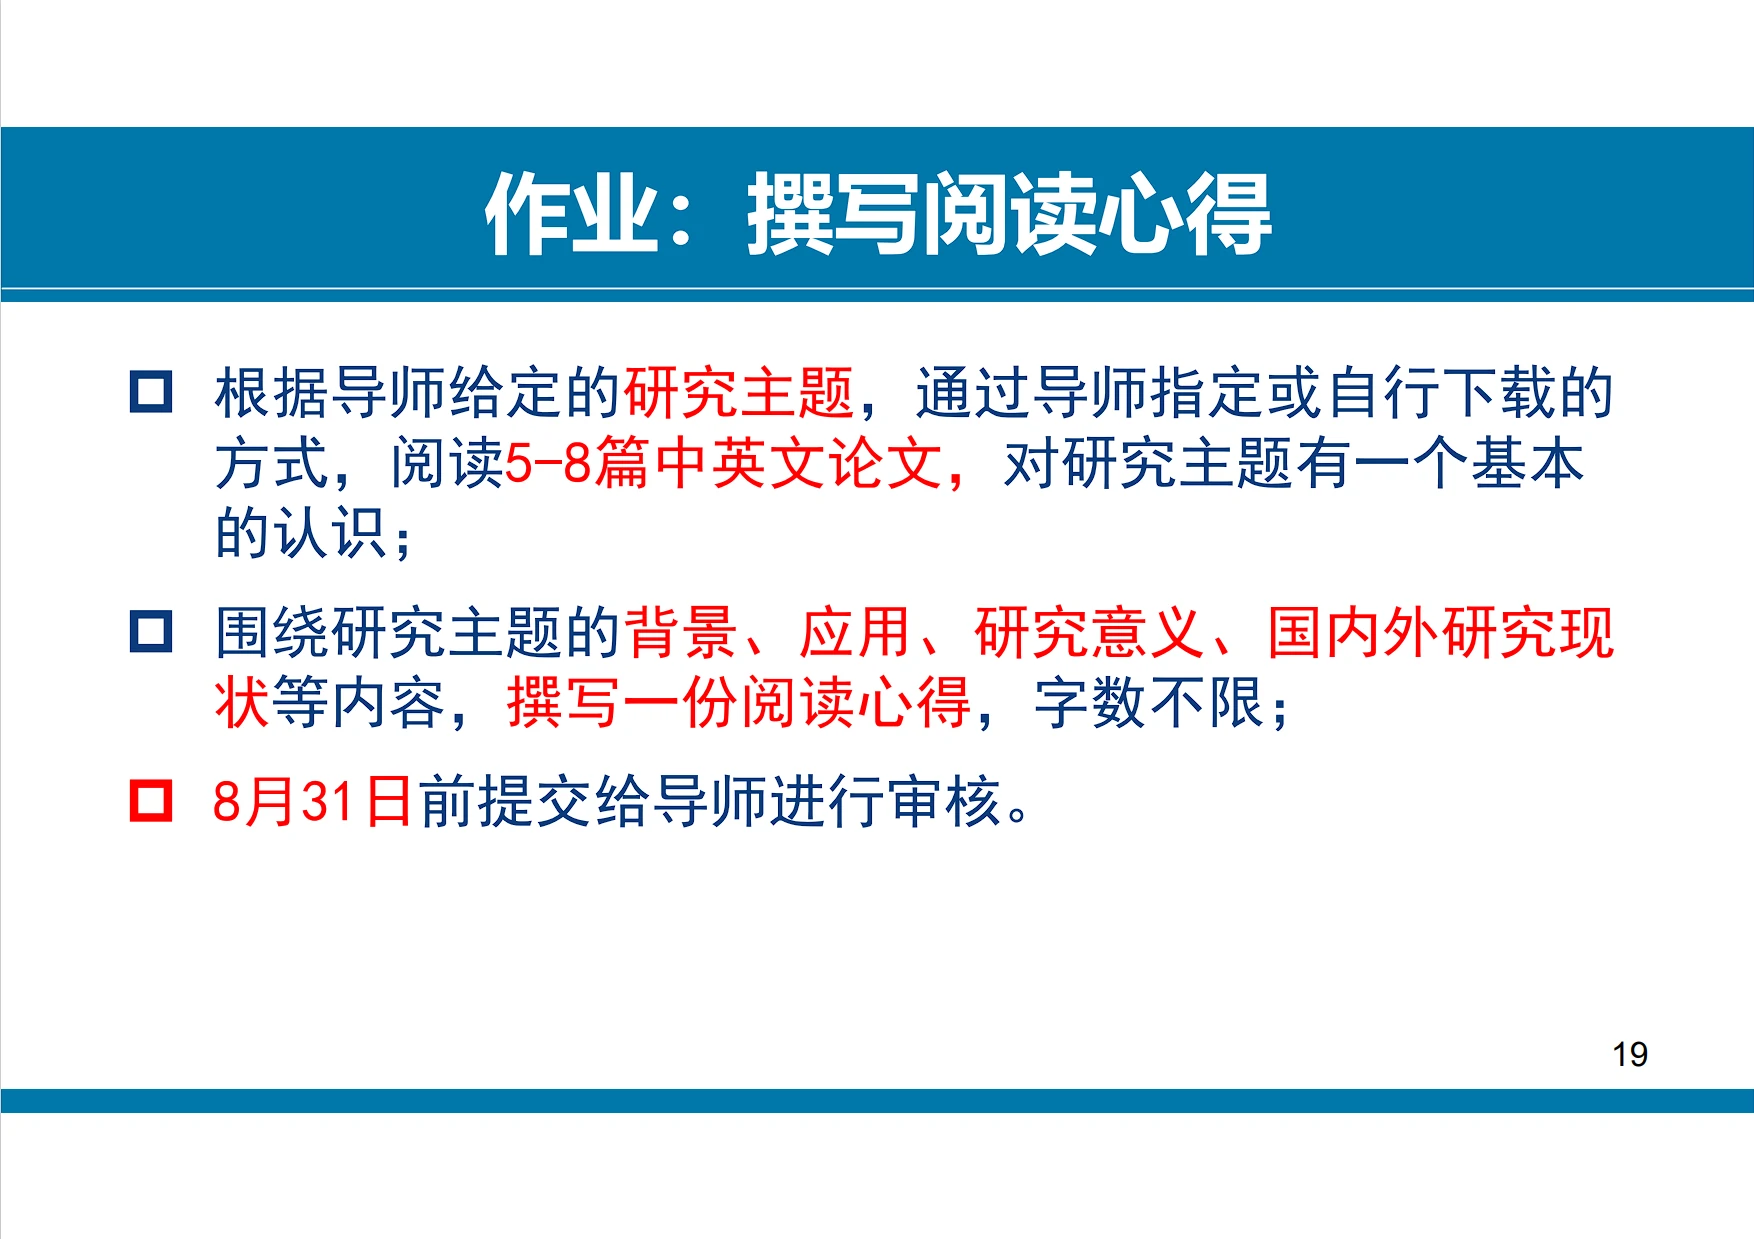 作业：撰写阅读心得
根据导师给定的研究主题，通过导师指定或自行下载的
方式，阅读5-8篇中英文论文，对研究主题有一个基本
的认识；
围绕研究主题的背景、应用、研究意义、国内外研究现
状等内容，撰写一份阅读心得，字数不限；
8月31日前提交给导师进行审核。
19